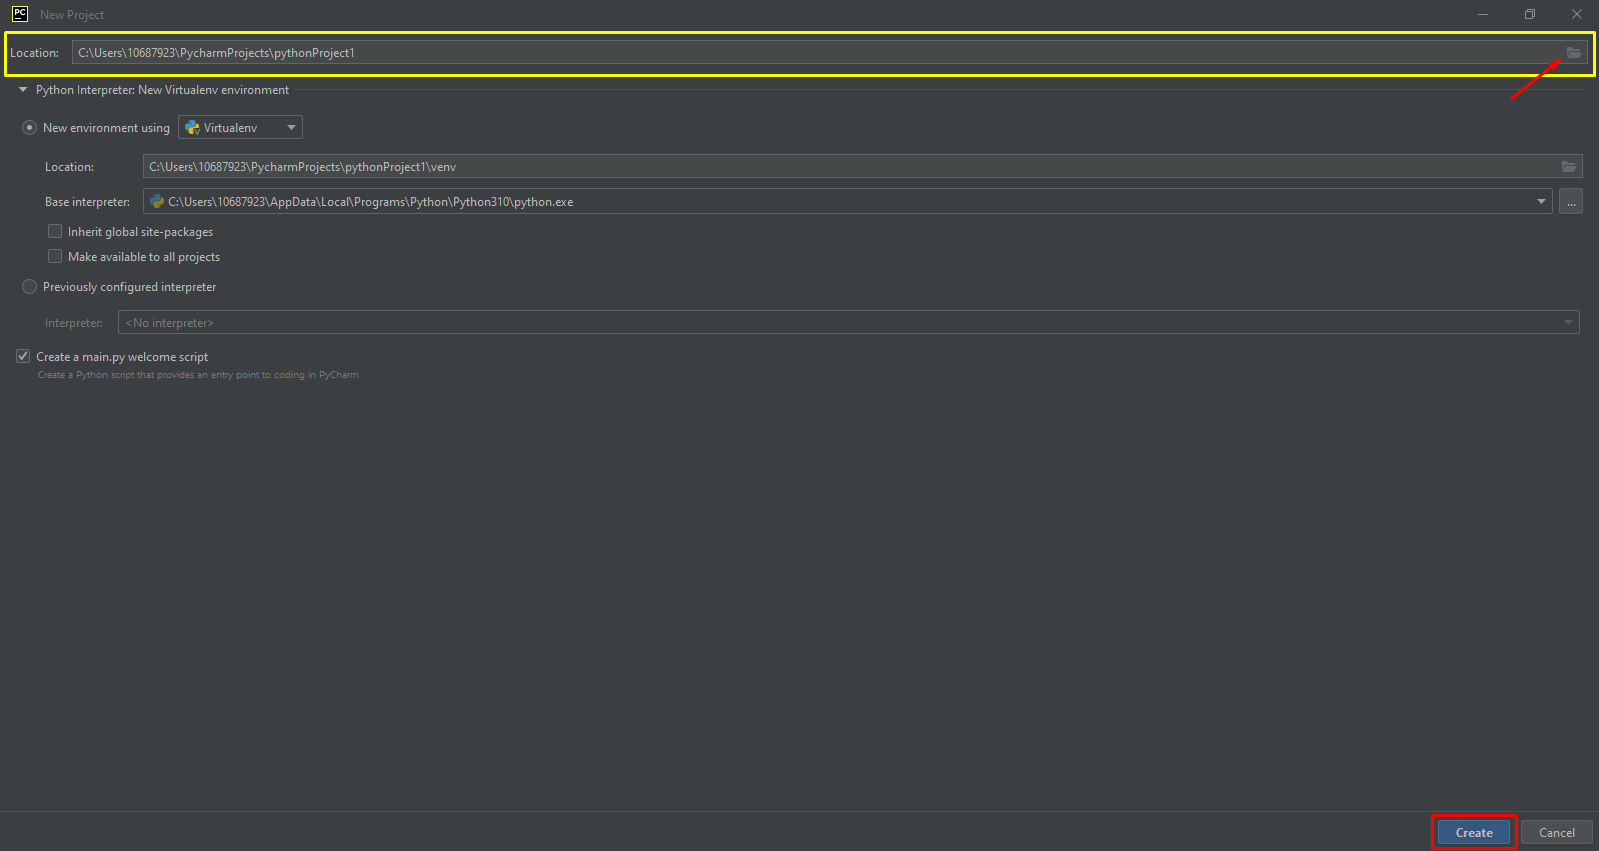 PC New Project
Location: C:\Users\10687923\PycharmProjects\pythonProject1
Python Interpreter: New Virtualenv environment
New environment using Virtualenv
Location: C:\Users\10687923\PycharmProjects\pythonProject1\venv
Base interpreter: C:\Users\10687923\AppData\Local\Programs\Python\Python310\python.exe ...
Inherit global site-packages
Make available to all projects
Previously configured interpreter
Interpreter: <No interpreter>
Create a main.py welcome script
Create a Python script that provides an entry point to coding in PyCharm.
Create Cancel